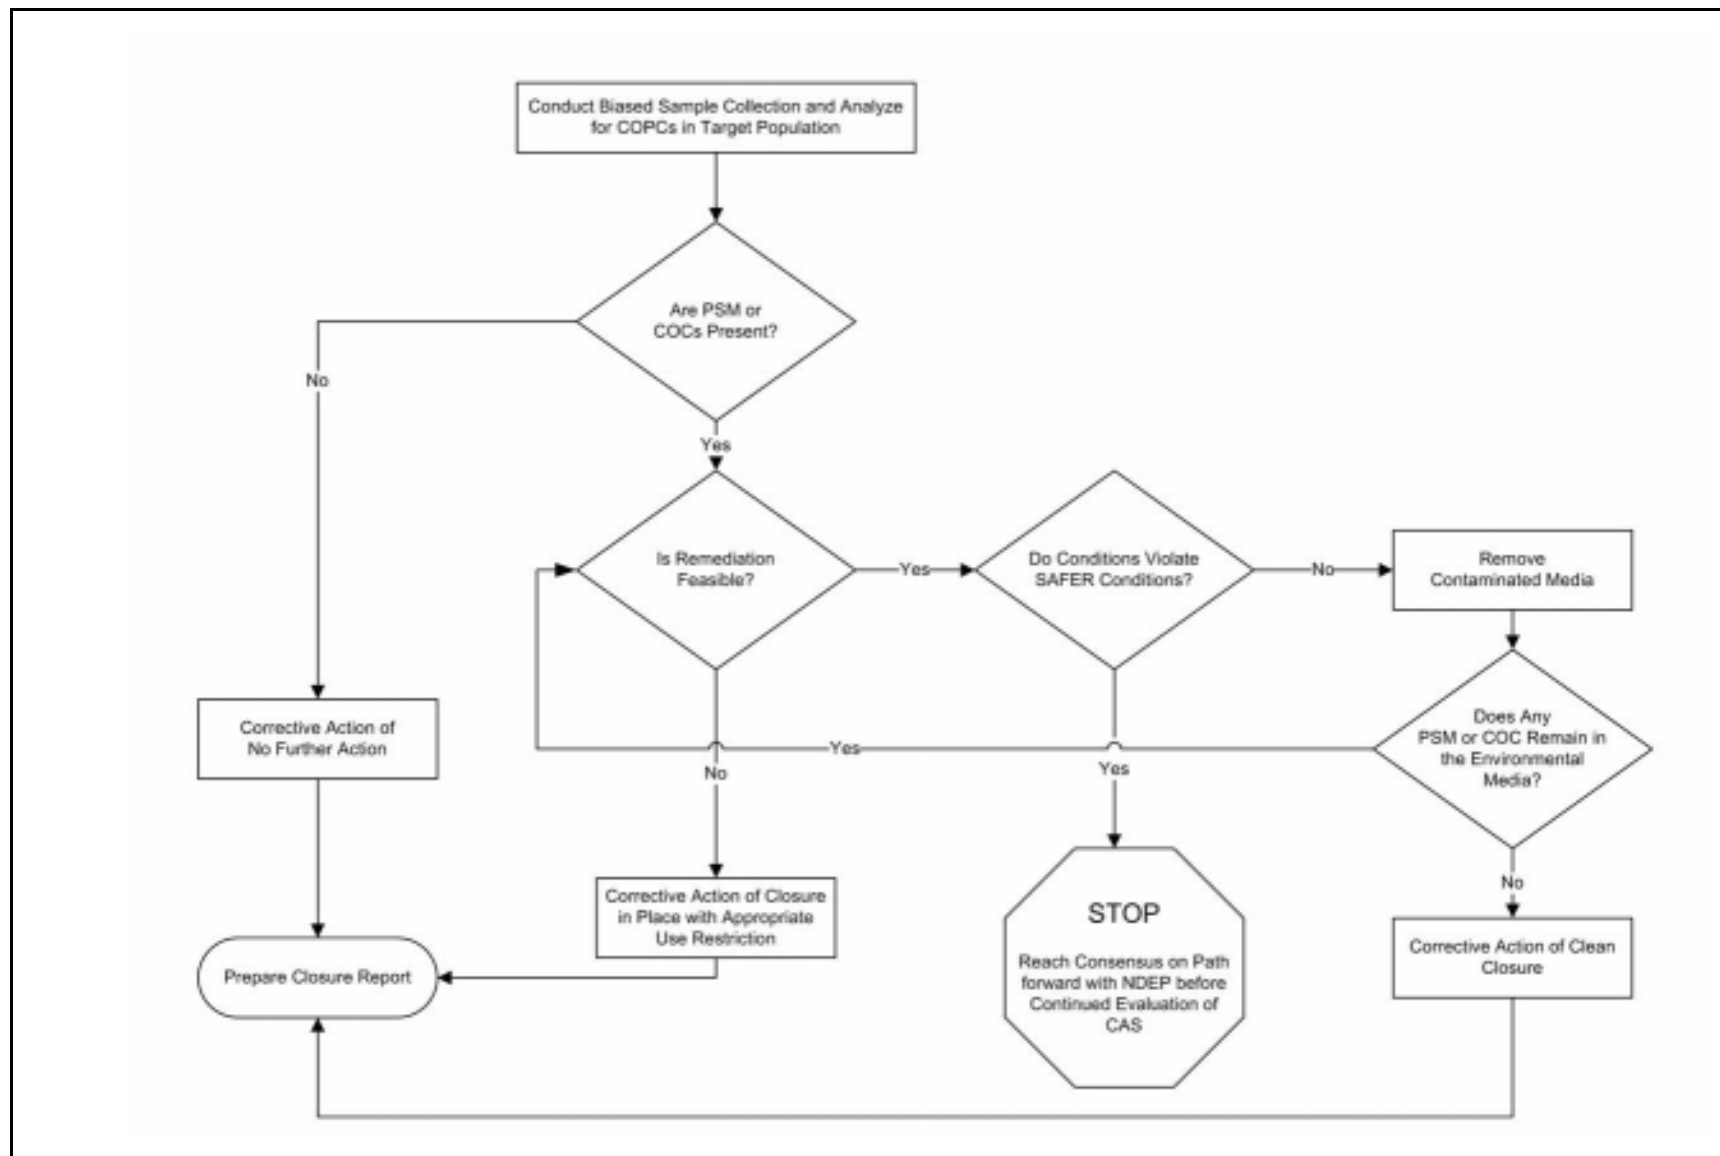 Conduct Biased Sample Collection and Analyze
for COPCs in Target Population
Are PSM or
COCs Present?
No
Yes
Is Remediation
Feasible?
Yes
Do Conditions Violate
SAFER Conditions?
No
Remove
Contaminated Media
Does Any
PSM or COC Remain in
the Environmental
Media?
Yes
No
Yes
No
Corrective Action of
No Further Action
Corrective Action of Closure
in Place with Appropriate
Use Restriction
STOP
Reach Consensus on Path
forward with NDEP before
Continued Evaluation of
CAS
Corrective Action of Clean
Closure
Prepare Closure Report